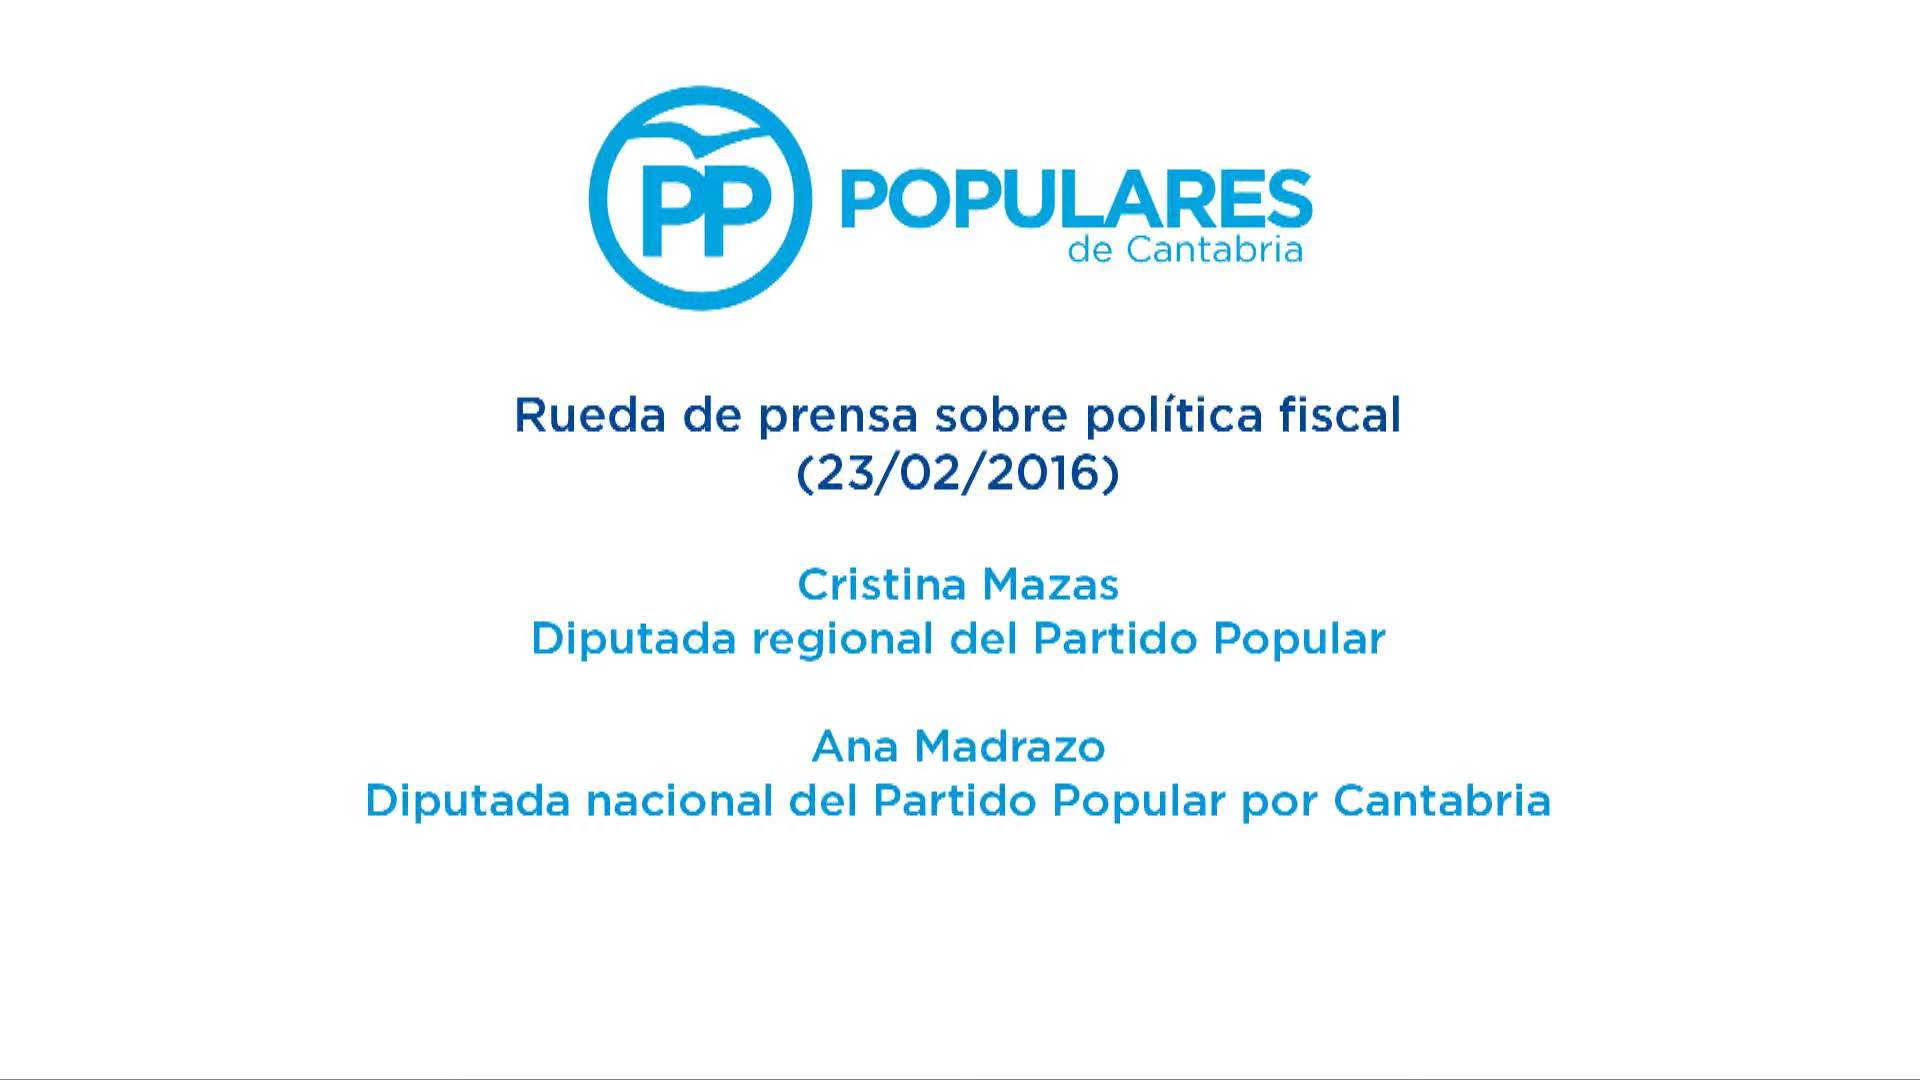 PP POPULARES
de Cantabria
Rueda de prensa sobre política fiscal
(23/02/2016)
Cristina Mazas
Diputada regional del Partido Popular
Ana Madrazo
Diputada nacional del Partido Popular por Cantabria